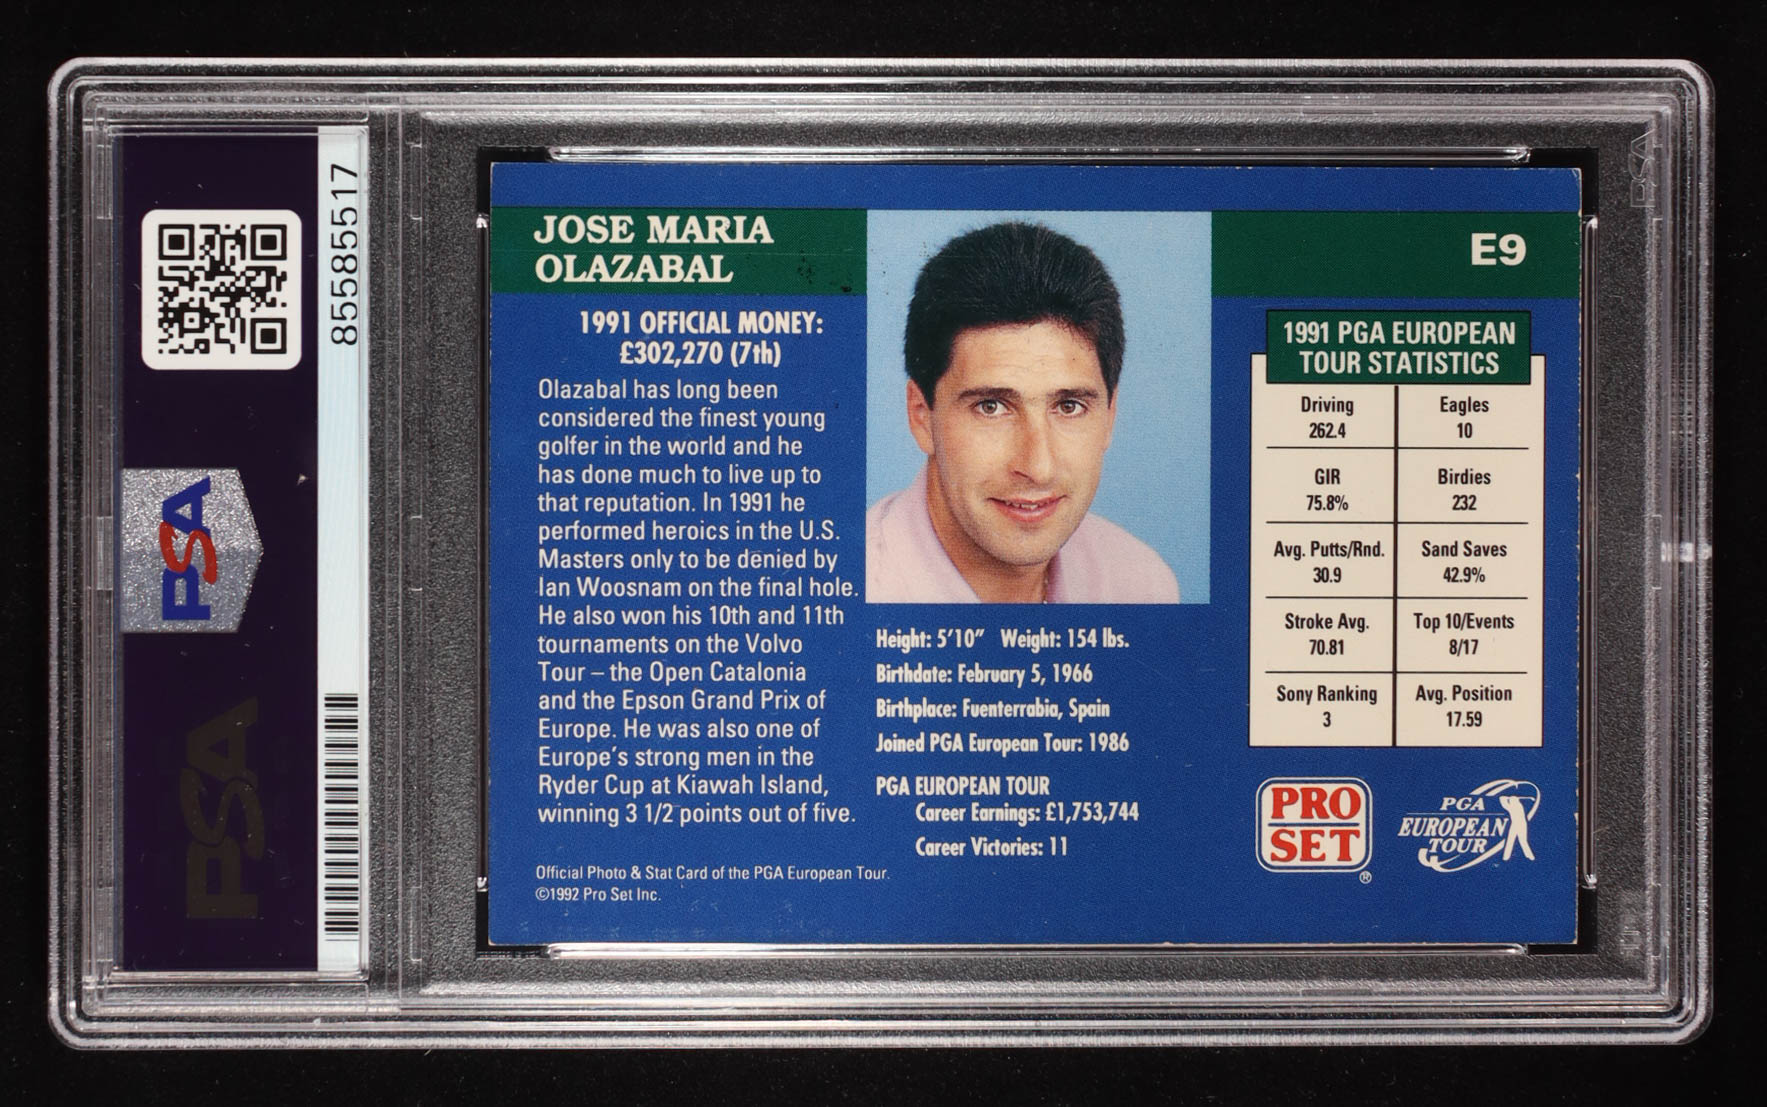 85585517
PSA
PSA
PSA
JOSE MARIA
OLAZABAL
E9
1991 OFFICIAL MONEY:
£302,270 (7th)
Olazabal has long been
considered the finest young
golfer in the world and he
has done much to live up to
that reputation. In 1991 he
performed heroics in the U.S.
Masters only to be denied by
Ian Woosnam on the final hole.
He also won his 10th and 11th
tournaments on the Volvo
Tour – the Open Catalonia
and the Epson Grand Prix of
Europe. He was also one of
Europe's strong men in the
Ryder Cup at Kiawah Island,
winning 3 1/2 points out of five.
Official Photo & Stat Card of the PGA European Tour.
©1992 Pro Set Inc.
Height: 5'10" Weight: 154 lbs.
Birthdate: February 5, 1966
Birthplace: Fuenterrabia, Spain
Joined PGA European Tour: 1986
PGA EUROPEAN TOUR
Career Earnings: £1,753,744
Career Victories: 11
1991 PGA EUROPEAN
TOUR STATISTICS
Driving
262.4
Eagles
10
GIR
75.8%
Birdies
232
Avg. Putts/Rnd.
30.9
Sand Saves
42.9%
Stroke Avg.
70.81
Top 10/Events
8/17
Sony Ranking
3
Avg. Position
17.59
PRO
SET
®
PGA
EUROPEAN
TOUR